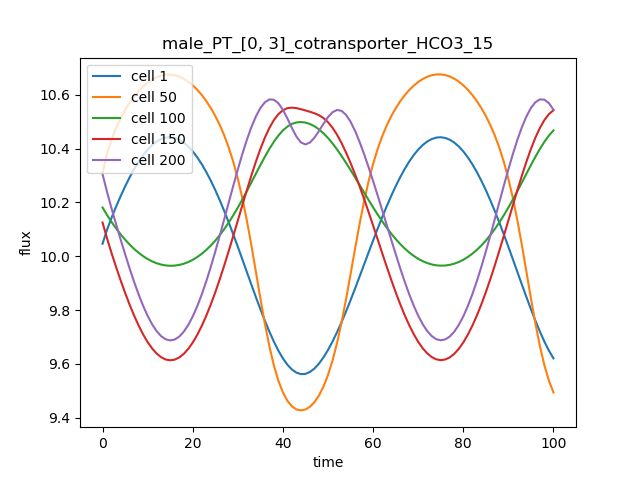 male_PT_[0, 3]_cotransporter_HCO3_15
cell 1
cell 50
cell 100
cell 150
cell 200
flux
10.6
10.4
10.2
10.0
9.8
9.6
9.4
0 20 40 60 80 100
time